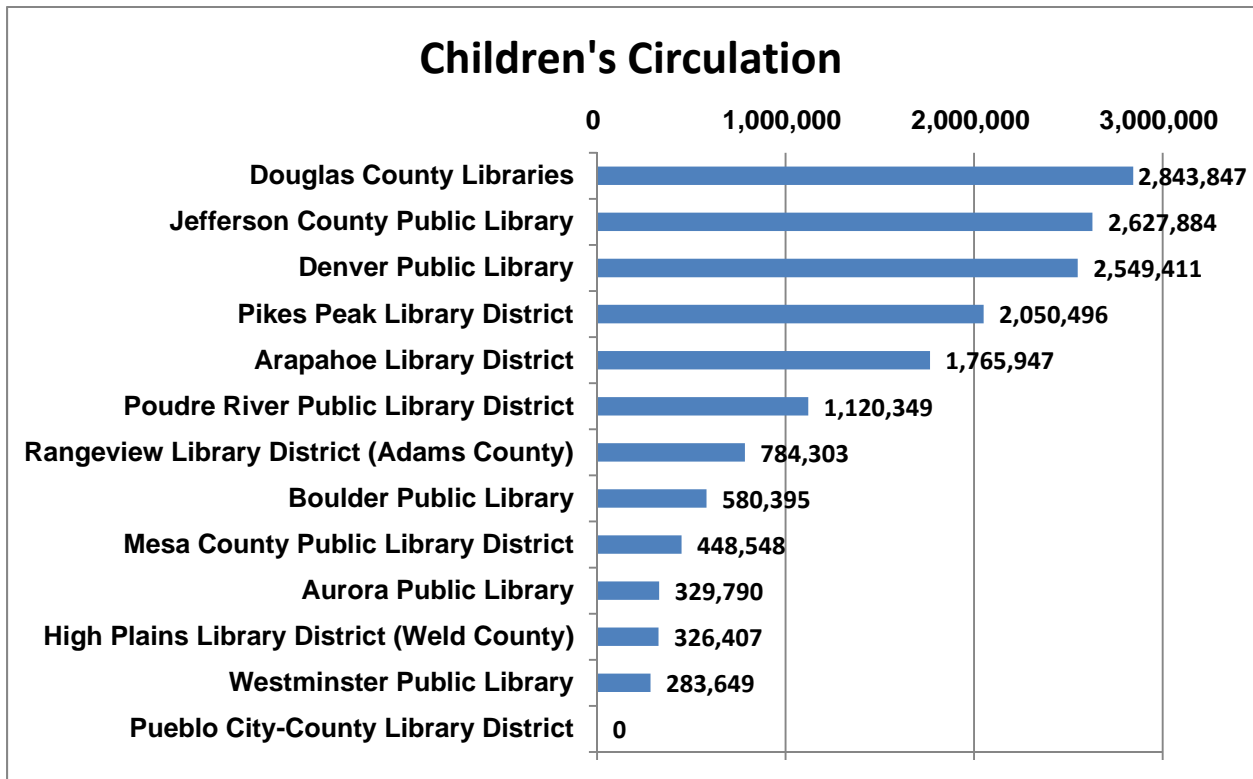 Children's Circulation
0 1,000,000 2,000,000 3,000,000
Douglas County Libraries 2,843,847
Jefferson County Public Library 2,627,884
Denver Public Library 2,549,411
Pikes Peak Library District 2,050,496
Arapahoe Library District 1,765,947
Poudre River Public Library District 1,120,349
Rangeview Library District (Adams County) 784,303
Boulder Public Library 580,395
Mesa County Public Library District 448,548
Aurora Public Library 329,790
High Plains Library District (Weld County) 326,407
Westminster Public Library 283,649
Pueblo City-County Library District 0